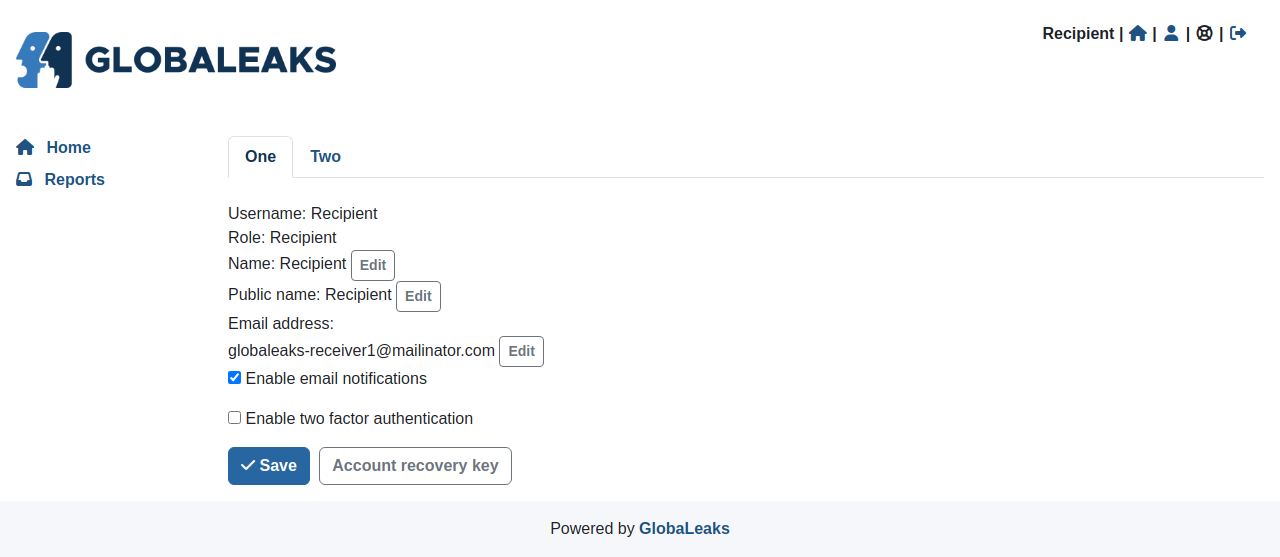 GLOBALEAKS
Recipient | | | |
Home
Reports
One Two
Username: Recipient
Role: Recipient
Name: Recipient Edit
Public name: Recipient Edit
Email address:
globaleaks-receiver1@mailinator.com Edit
Enable email notifications
Enable two factor authentication
Save Account recovery key
Powered by GlobaLeaks